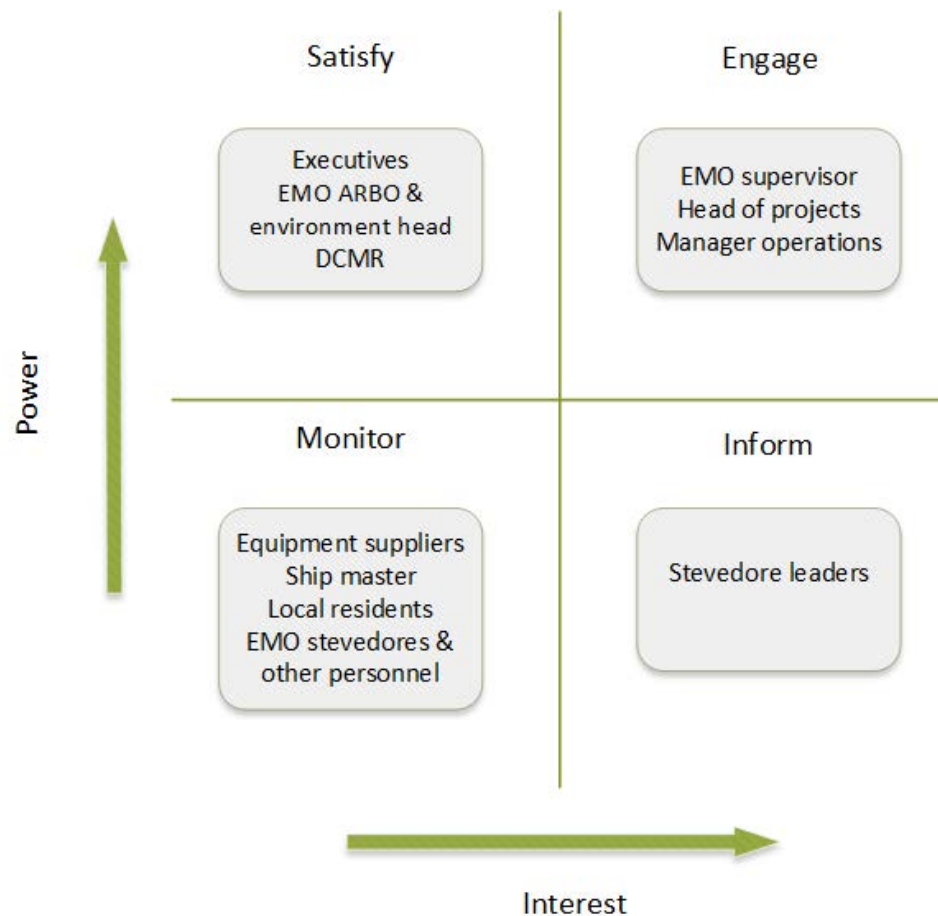 Satisfy
Engage
Executives
EMO ARBO &
environment head
DCMR
EMO supervisor
Head of projects
Manager operations
Power
Monitor
Inform
Equipment suppliers
Ship master
Local residents
EMO stevedores &
other personnel
Stevedore leaders
Interest